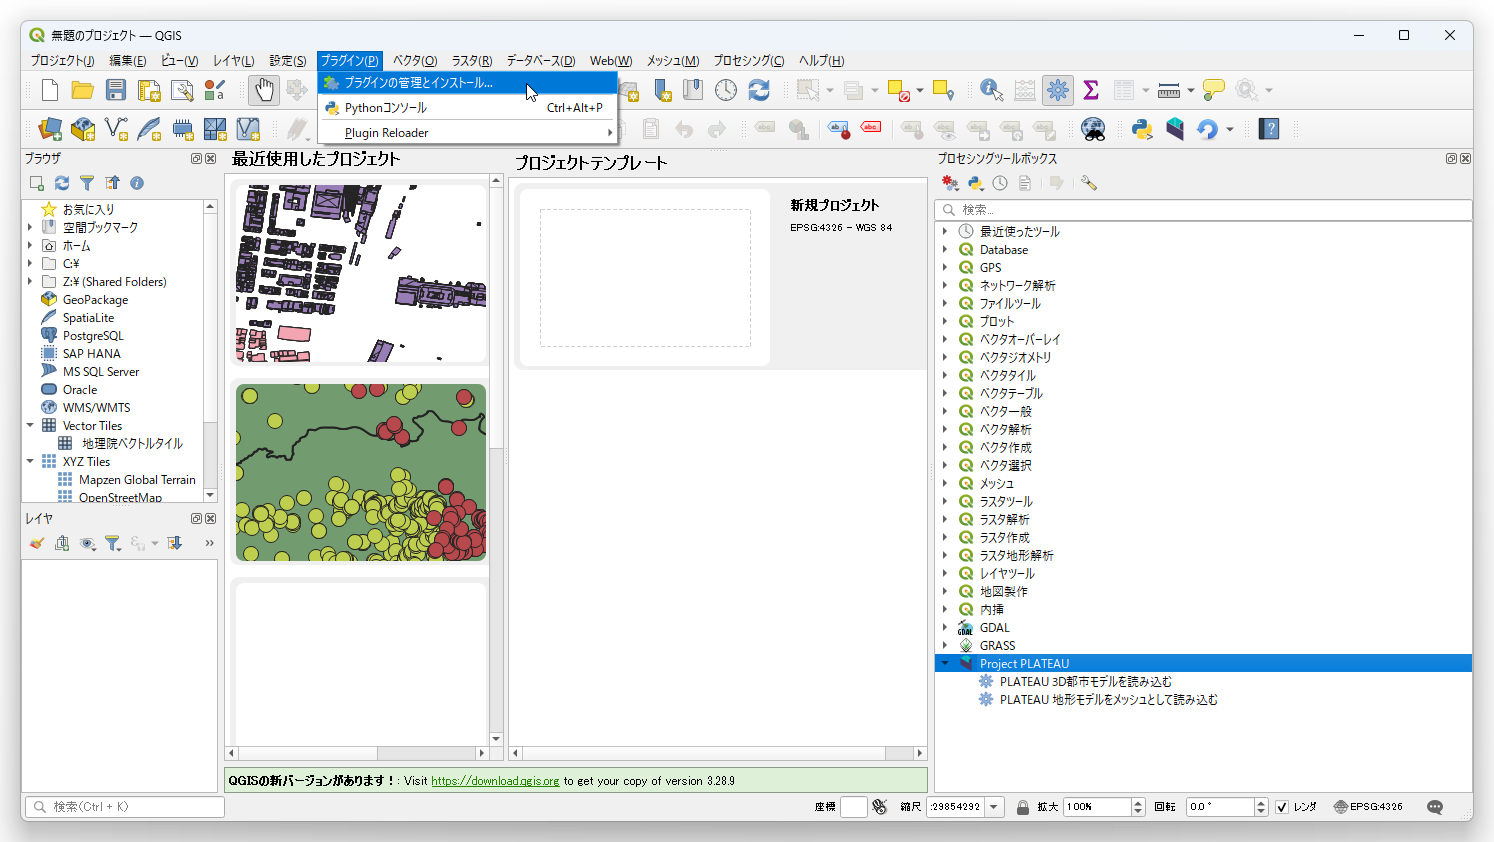 無題のプロジェクト — QGIS
プロジェクト(J) 編集(E) ビュー(V) レイヤ(L) 設定(S) プラグイン(P) ベクタ(O) ラスタ(R) データベース(D) Web(W) メッシュ(M) プロセシング(C) ヘルプ(H)
プラグインの管理とインストール...
Pythonコンソール Ctrl+Alt+P
Plugin Reloader
abc
ab
abc
ブラウザ
お気に入り
空間ブックマーク
ホーム
C:¥
Z:¥ (Shared Folders)
GeoPackage
SpatiaLite
PostgreSQL
SAP HANA
MS SQL Server
Oracle
WMS/WMTS
Vector Tiles
地理院ベクトルタイル
XYZ Tiles
Mapzen Global Terrain
OpenStreetMap
レイヤ
最近使用したプロジェクト
プロジェクトテンプレート
新規プロジェクト
EPSG:4326 - WGS 84
プロセシングツールボックス
検索...
最近使ったツール
Database
GPS
ネットワーク解析
ファイルツール
プロット
ベクタオーバーレイ
ベクタジオメトリ
ベクタタイル
ベクタテーブル
ベクタ一般
ベクタ解析
ベクタ作成
ベクタ選択
メッシュ
ラスタツール
ラスタ解析
ラスタ作成
ラスタ地形解析
レイヤツール
地図製作
内挿
GDAL
GRASS
Project PLATEAU
PLATEAU 3D都市モデルを読み込む
PLATEAU 地形モデルをメッシュとして読み込む
QGISの新バージョンがあります！: Visit https://download.qgis.org to get your copy of version 3.28.9
検索(Ctrl + K)
座標 縮尺 :29854292 拡大 100% 回転 0.0 ° レンダ EPSG:4326